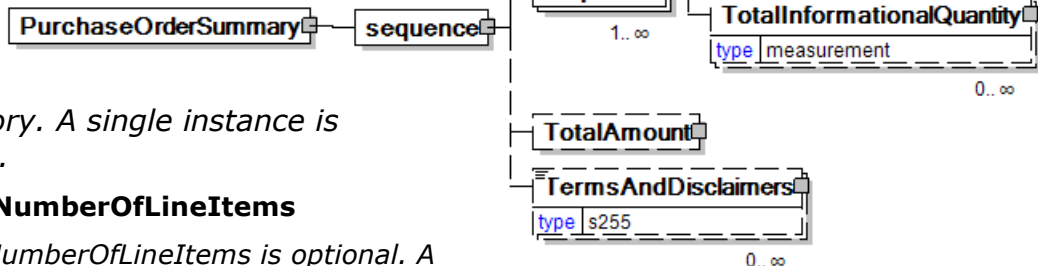 PurchaseOrderSummary
sequence
1.. ∞
TotalInformationalQuantity
type measurement
0.. ∞
TotalAmount
TermsAndDisclaimers
type s255
0.. ∞
ory. A single instance is
.
NumberOfLineItems
NumberOfLineItems is optional. A